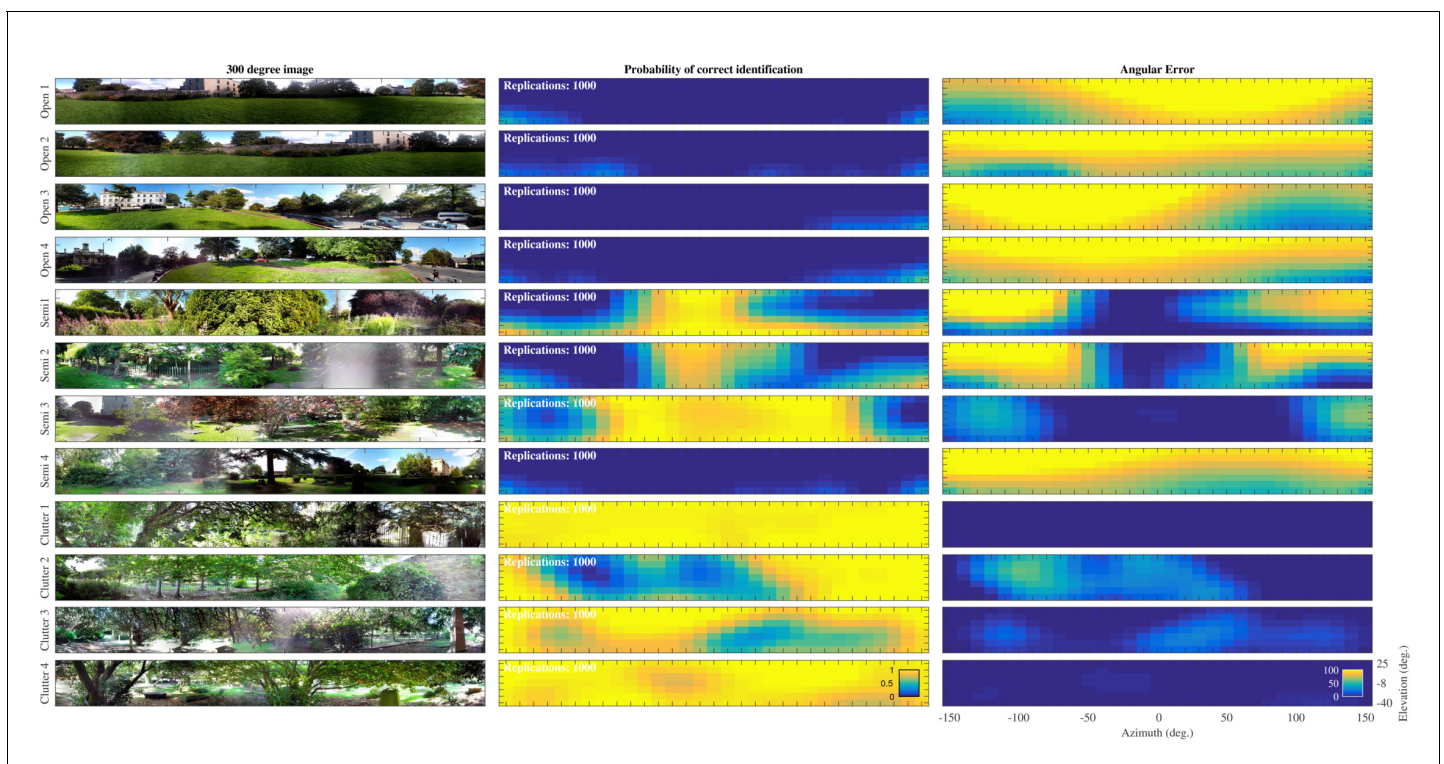 300 degree image Probability of correct identification Angular Error
Open 1 Replications: 1000
Open 2 Replications: 1000
Open 3 Replications: 1000
Open 4 Replications: 1000
Semi1 Replications: 1000
Semi 2 Replications: 1000
Semi 3 Replications: 1000
Semi 4 Replications: 1000
Clutter 1 Replications: 1000
Clutter 2 Replications: 1000
Clutter 3 Replications: 1000
Clutter 4 Replications: 1000
1
0.5
0
100
50
0
25
-8
-40
Elevation (deg.)
-150 -100 -50 0 50 100 150
Azimuth (deg.)